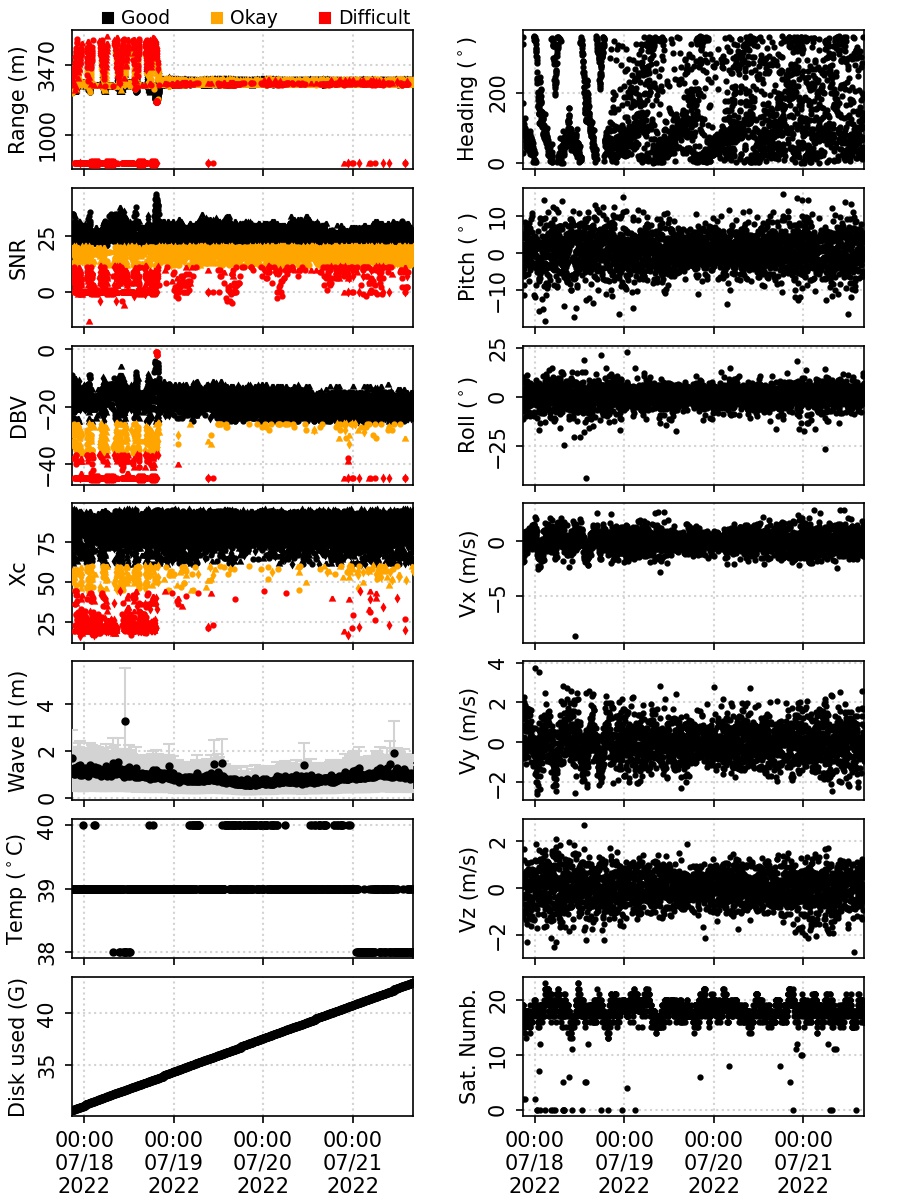 Good Okay Difficult
Range (m)
3470
1000
Heading (°)
200
0
SNR
25
0
Pitch (°)
10
0
−10
DBV
0
−20
−40
Roll (°)
25
0
−25
Xc
75
50
25
Vx (m/s)
0
−5
Wave H (m)
4
2
0
Vy (m/s)
4
2
0
−2
Temp (°C)
40
39
38
Vz (m/s)
2
0
−2
Disk used (G)
40
35
Sat. Numb.
20
10
0
00:00 00:00 00:00 00:00
07/18 07/19 07/20 07/21
2022 2022 2022 2022
00:00 00:00 00:00 00:00
07/18 07/19 07/20 07/21
2022 2022 2022 2022